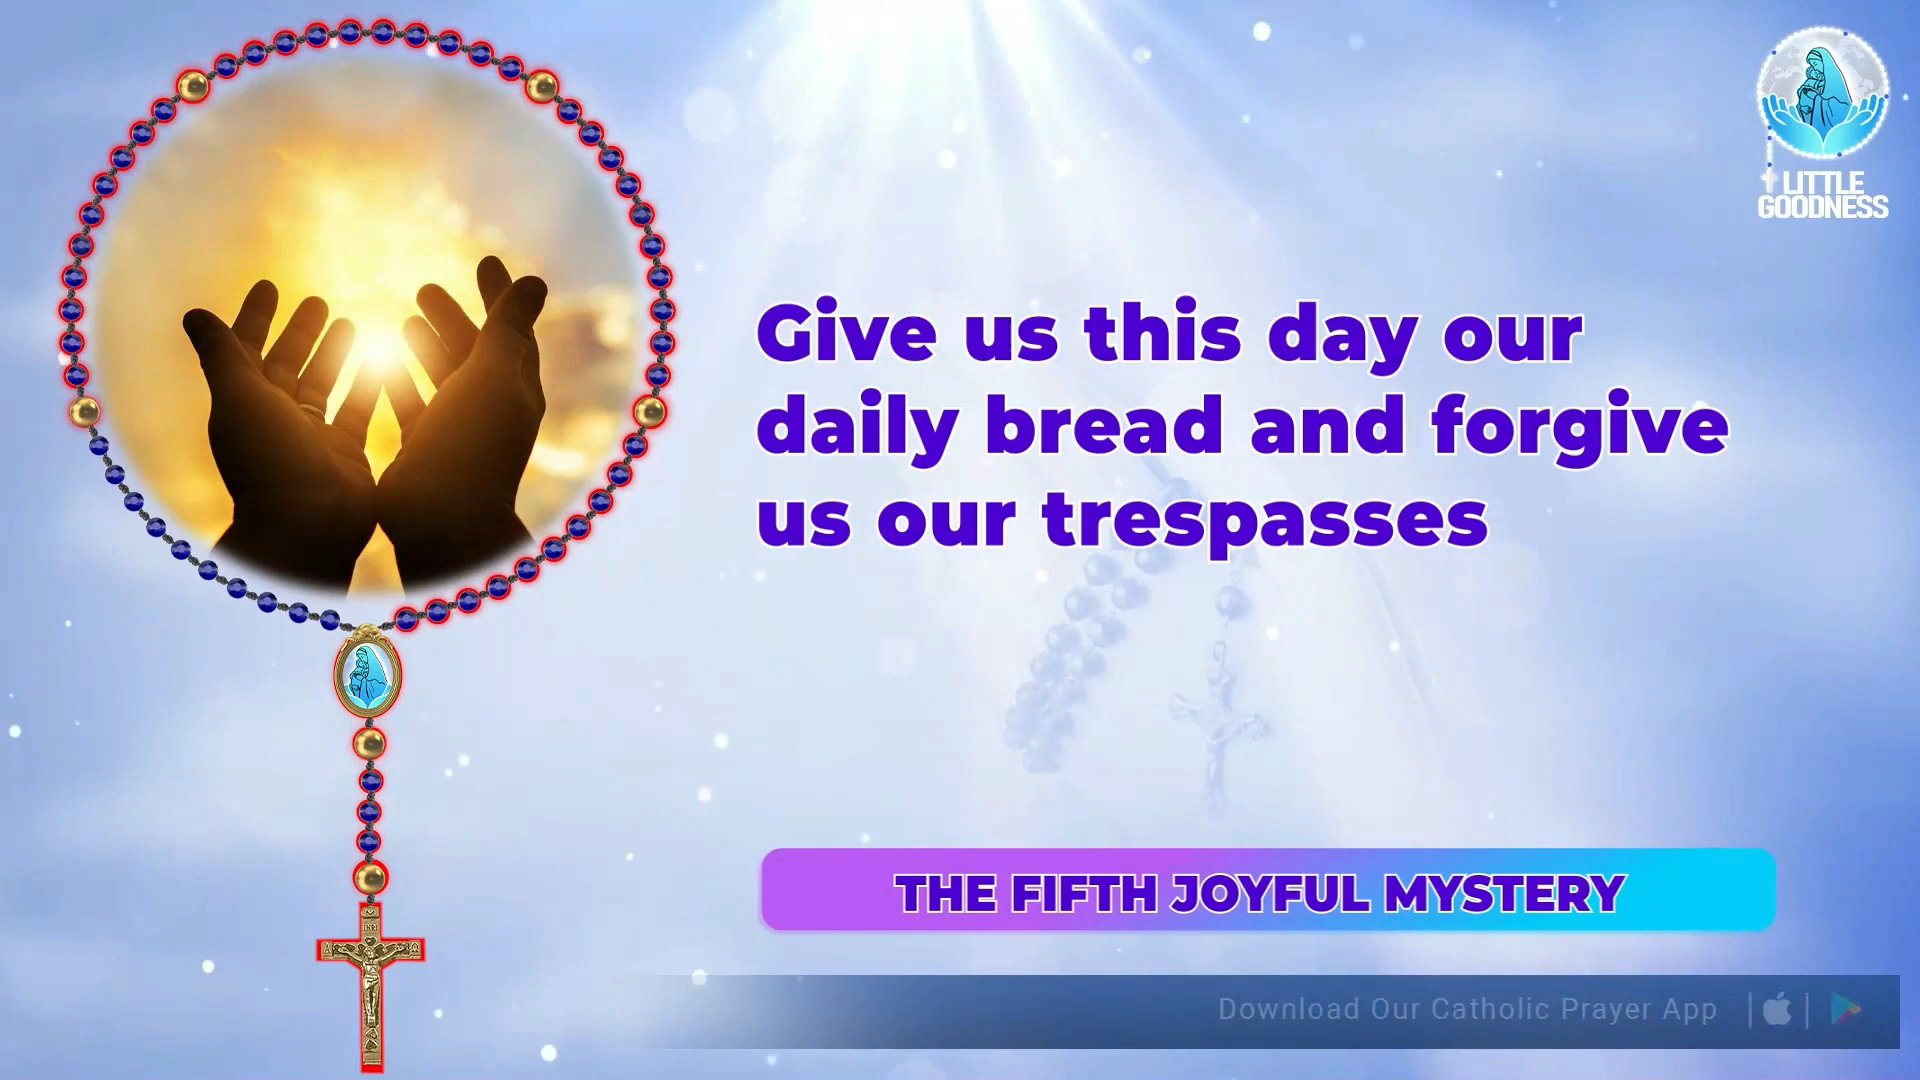 LITTLE
GOODNESS
Give us this day our
daily bread and forgive
us our trespasses
THE FIFTH JOYFUL MYSTERY
Download Our Catholic Prayer App
INRI
A
Ω